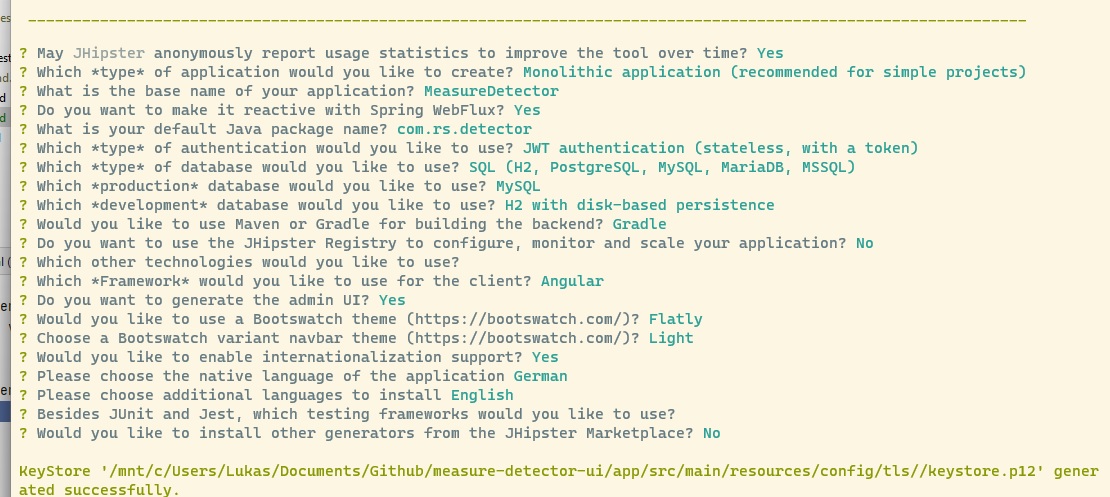 ? May JHipster anonymously report usage statistics to improve the tool over time? Yes
? Which *type* of application would you like to create? Monolithic application (recommended for simple projects)
? What is the base name of your application? MeasureDetector
? Do you want to make it reactive with Spring WebFlux? Yes
? What is your default Java package name? com.rs.detector
? Which *type* of authentication would you like to use? JWT authentication (stateless, with a token)
? Which *type* of database would you like to use? SQL (H2, PostgreSQL, MySQL, MariaDB, MSSQL)
? Which *production* database would you like to use? MySQL
? Which *development* database would you like to use? H2 with disk-based persistence
? Would you like to use Maven or Gradle for building the backend? Gradle
? Do you want to use the JHipster Registry to configure, monitor and scale your application? No
? Which other technologies would you like to use?
? Which *Framework* would you like to use for the client? Angular
? Do you want to generate the admin UI? Yes
? Would you like to use a Bootswatch theme (https://bootswatch.com/)? Flatly
? Choose a Bootswatch variant navbar theme (https://bootswatch.com/)? Light
? Would you like to enable internationalization support? Yes
? Please choose the native language of the application German
? Please choose additional languages to install English
? Besides JUnit and Jest, which testing frameworks would you like to use?
? Would you like to install other generators from the JHipster Marketplace? No
KeyStore '/mnt/c/Users/Lukas/Documents/Github/measure-detector-ui/app/src/main/resources/config/tls//keystore.p12' gener
ated successfully.